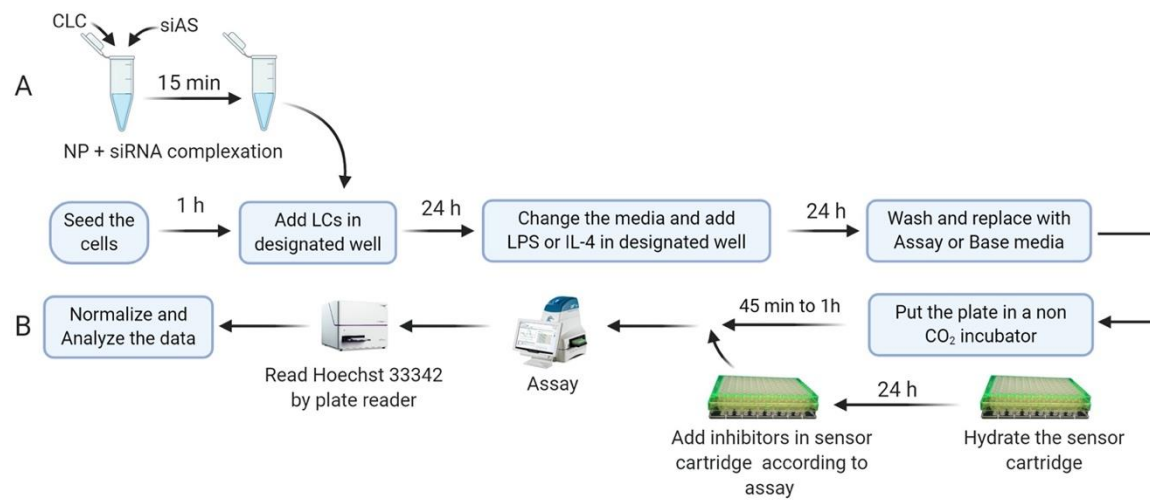 CLC
siAS
A
15 min
NP + siRNA complexation
Seed the
cells
1 h
Add LCs in
designated well
24 h
Change the media and add
LPS or IL-4 in designated well
24 h
Wash and replace with
Assay or Base media
B
Normalize and
Analyze the data
Read Hoechst 33342
by plate reader
Assay
45 min to 1h
Put the plate in a non
CO₂ incubator
24 h
Add inhibitors in sensor
cartridge according to
assay
Hydrate the sensor
cartridge